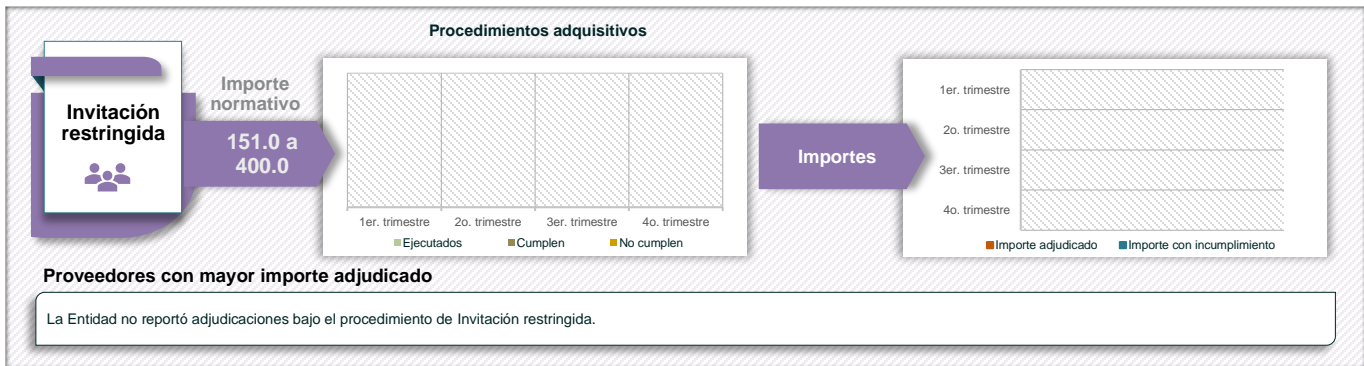 Procedimientos adquisitivos
Invitación
restringida
Importe
normativo
151.0 a
400.0
1er. trimestre
2o. trimestre
3er. trimestre
4o. trimestre
Ejecutados
Cumplen
No cumplen
Importes
1er. trimestre
2o. trimestre
3er. trimestre
4o. trimestre
Importe adjudicado
Importe con incumplimiento
Proveedores con mayor importe adjudicado
La Entidad no reportó adjudicaciones bajo el procedimiento de Invitación restringida.